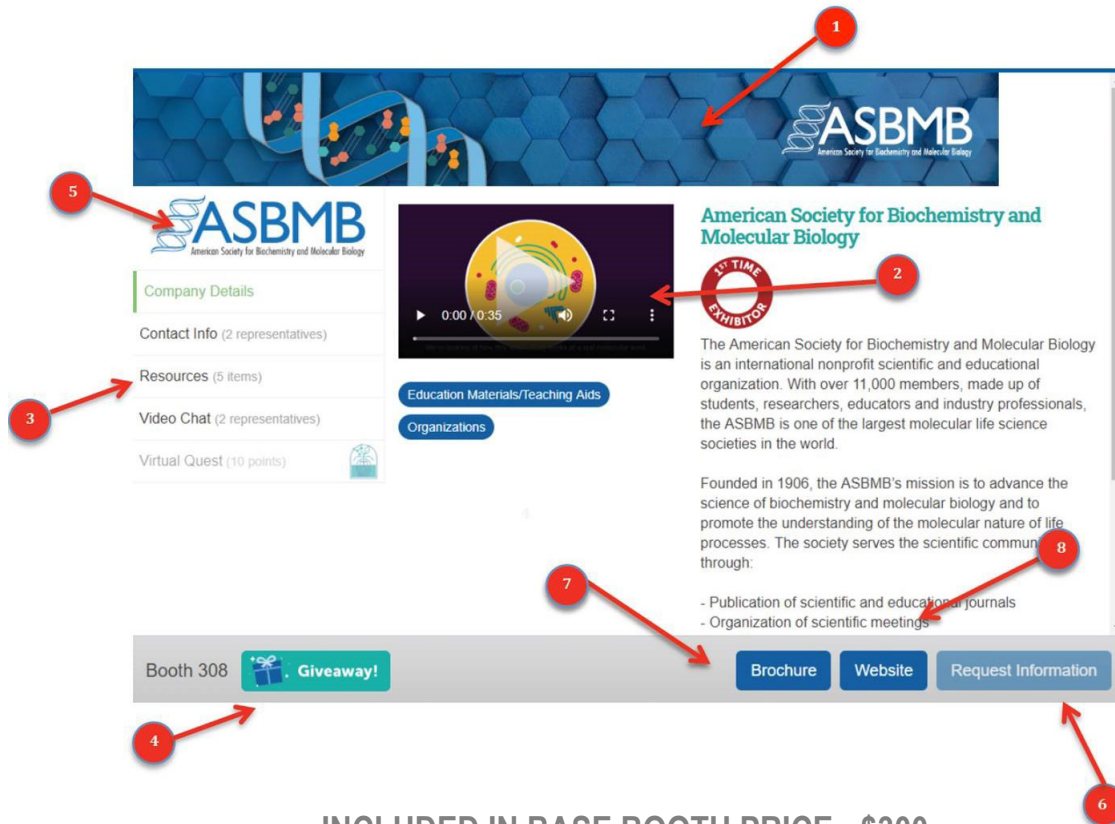 1
ASBMB
American Society for Biochemistry and Molecular Biology
5
ASBMB
American Society for Biochemistry and Molecular Biology
Company Details
Contact Info (2 representatives)
Resources (5 items)
3
Video Chat (2 representatives)
Virtual Quest (10 points)
0:00 / 0:35
Education Materials/Teaching Aids
Organizations
American Society for Biochemistry and
Molecular Biology
2
1ST TIME
EXHIBITOR
The American Society for Biochemistry and Molecular Biology
is an international nonprofit scientific and educational
organization. With over 11,000 members, made up of
students, researchers, educators and industry professionals,
the ASBMB is one of the largest molecular life science
societies in the world.
Founded in 1906, the ASBMB's mission is to advance the
science of biochemistry and molecular biology and to
promote the understanding of the molecular nature of life
processes. The society serves the scientific commun
8
through:
7
- Publication of scientific and educational journals
- Organization of scientific meetings
Booth 308
Giveaway!
Brochure
Website
Request Information
4
6
INCLUDED IN BASE BOOTH PRICE - $300